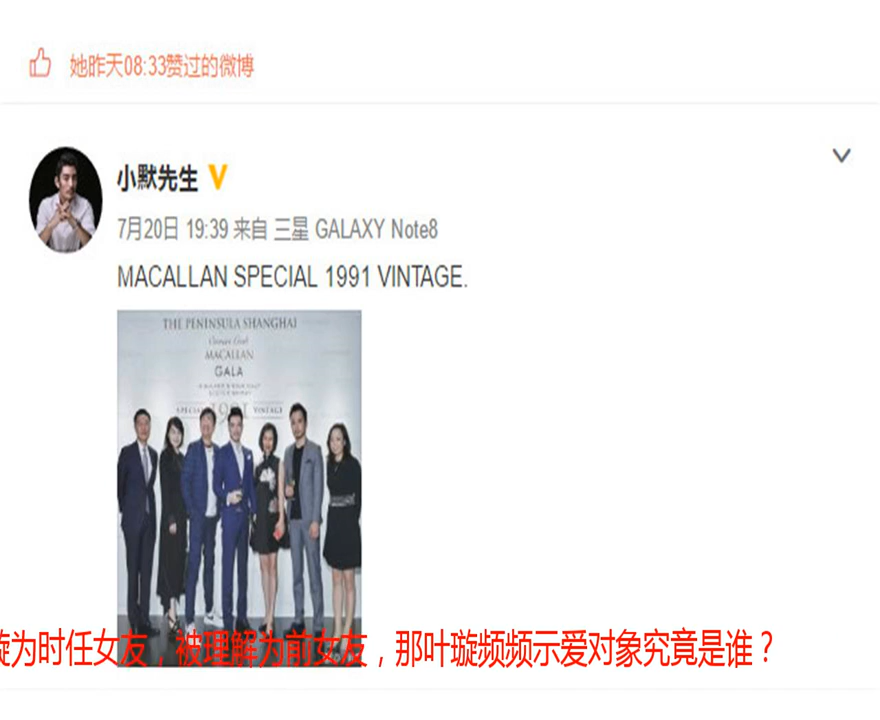 她昨天08:33赞过的微博
小默先生
7月20日 19:39 来自 三星 GALAXY Note8
MACALLAN SPECIAL 1991 VINTAGE.
THE PENINSULA SHANGHAI
MACALLAN
GALA
SPECIAL 1991 VINTAGE
璇为时任女友，被理解为前女友，那叶璇频频示爱对象究竟是谁？